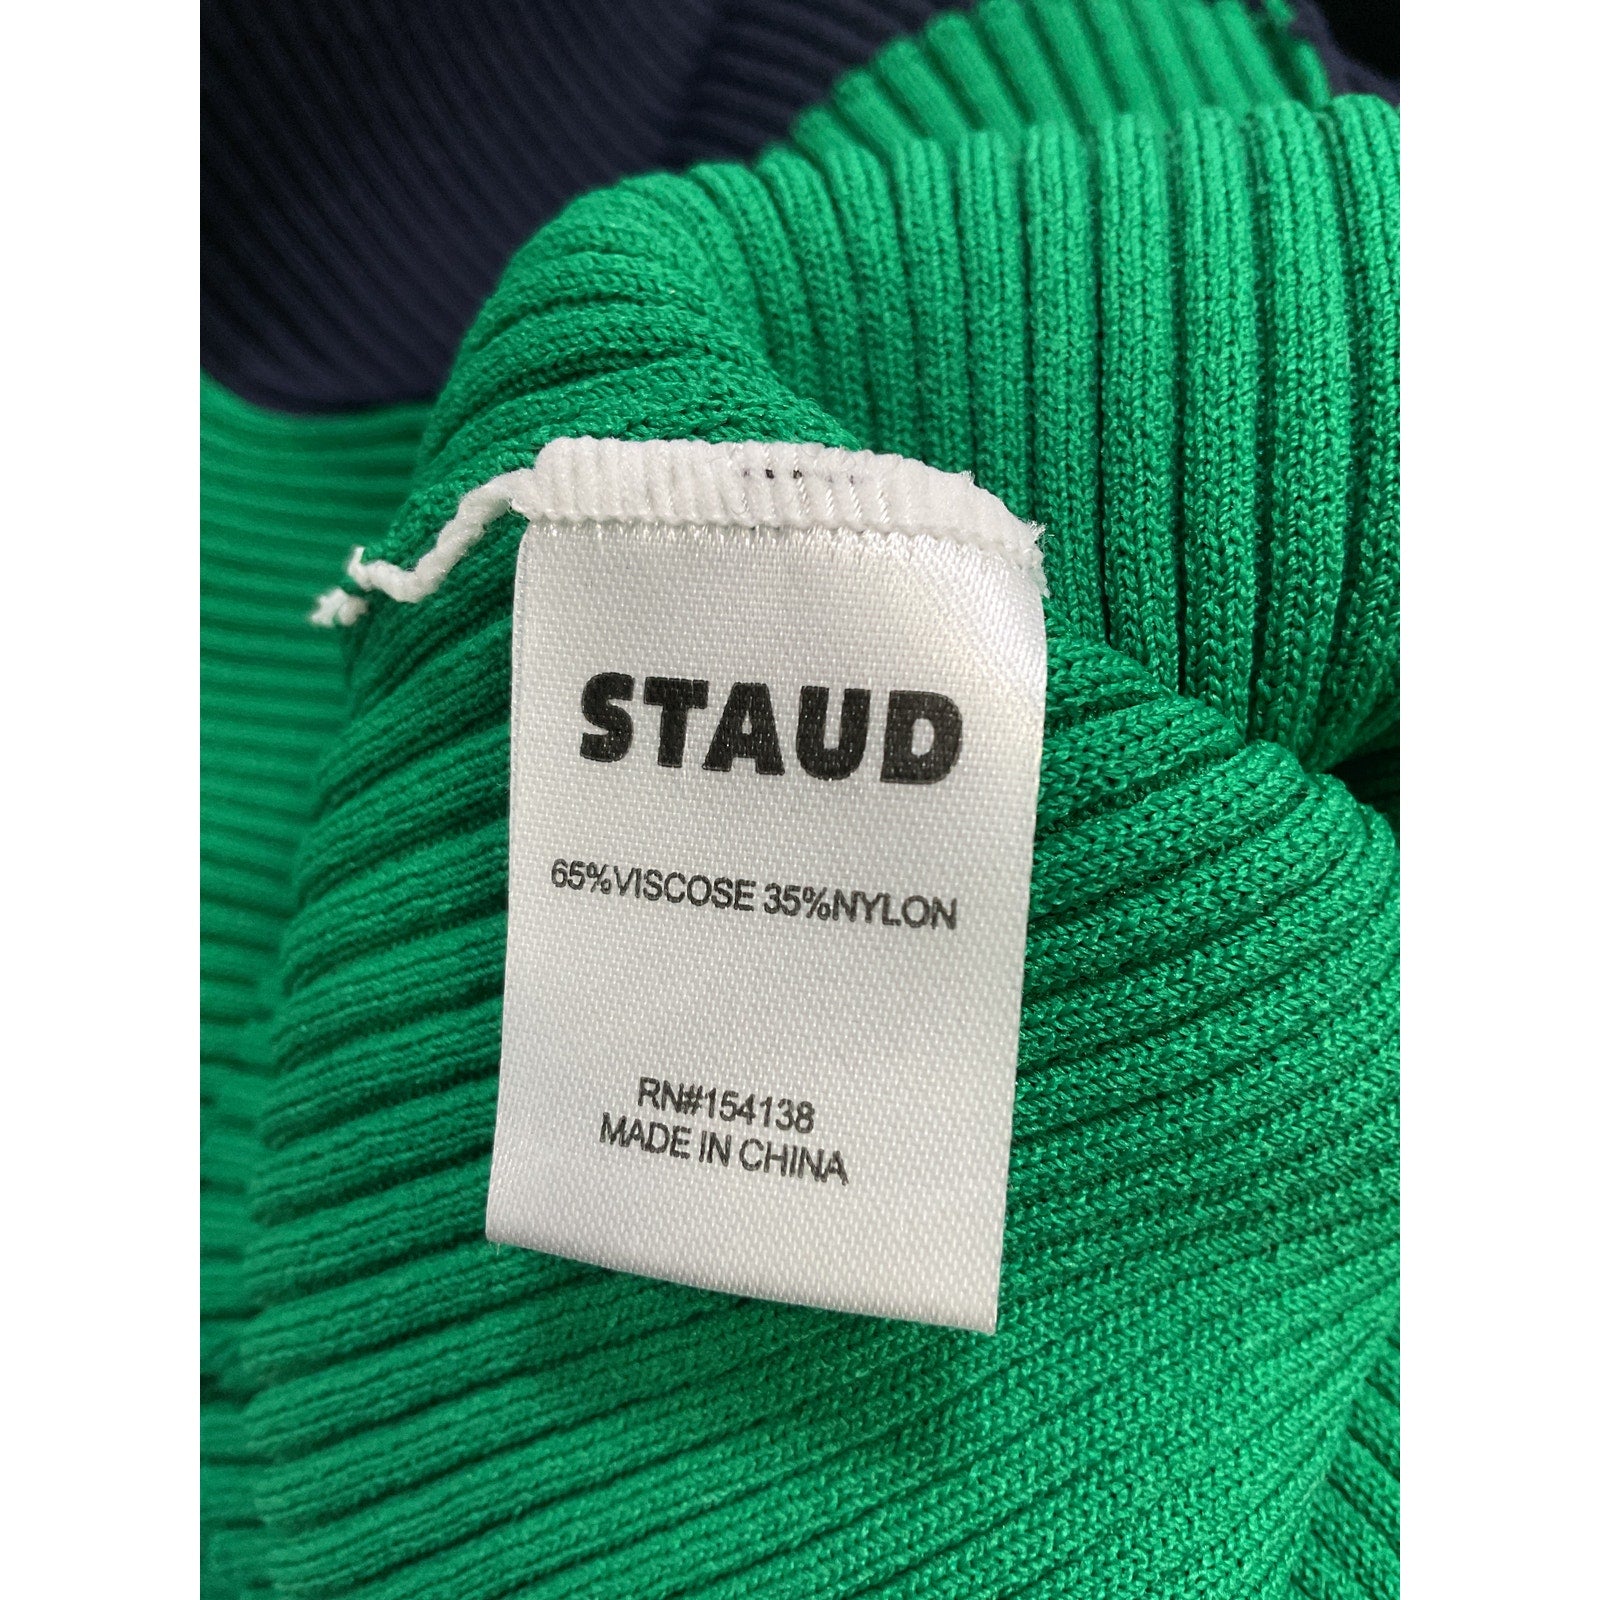 STAUD
65%VISCOSE 35%NYLON
RN#154138
MADE IN CHINA